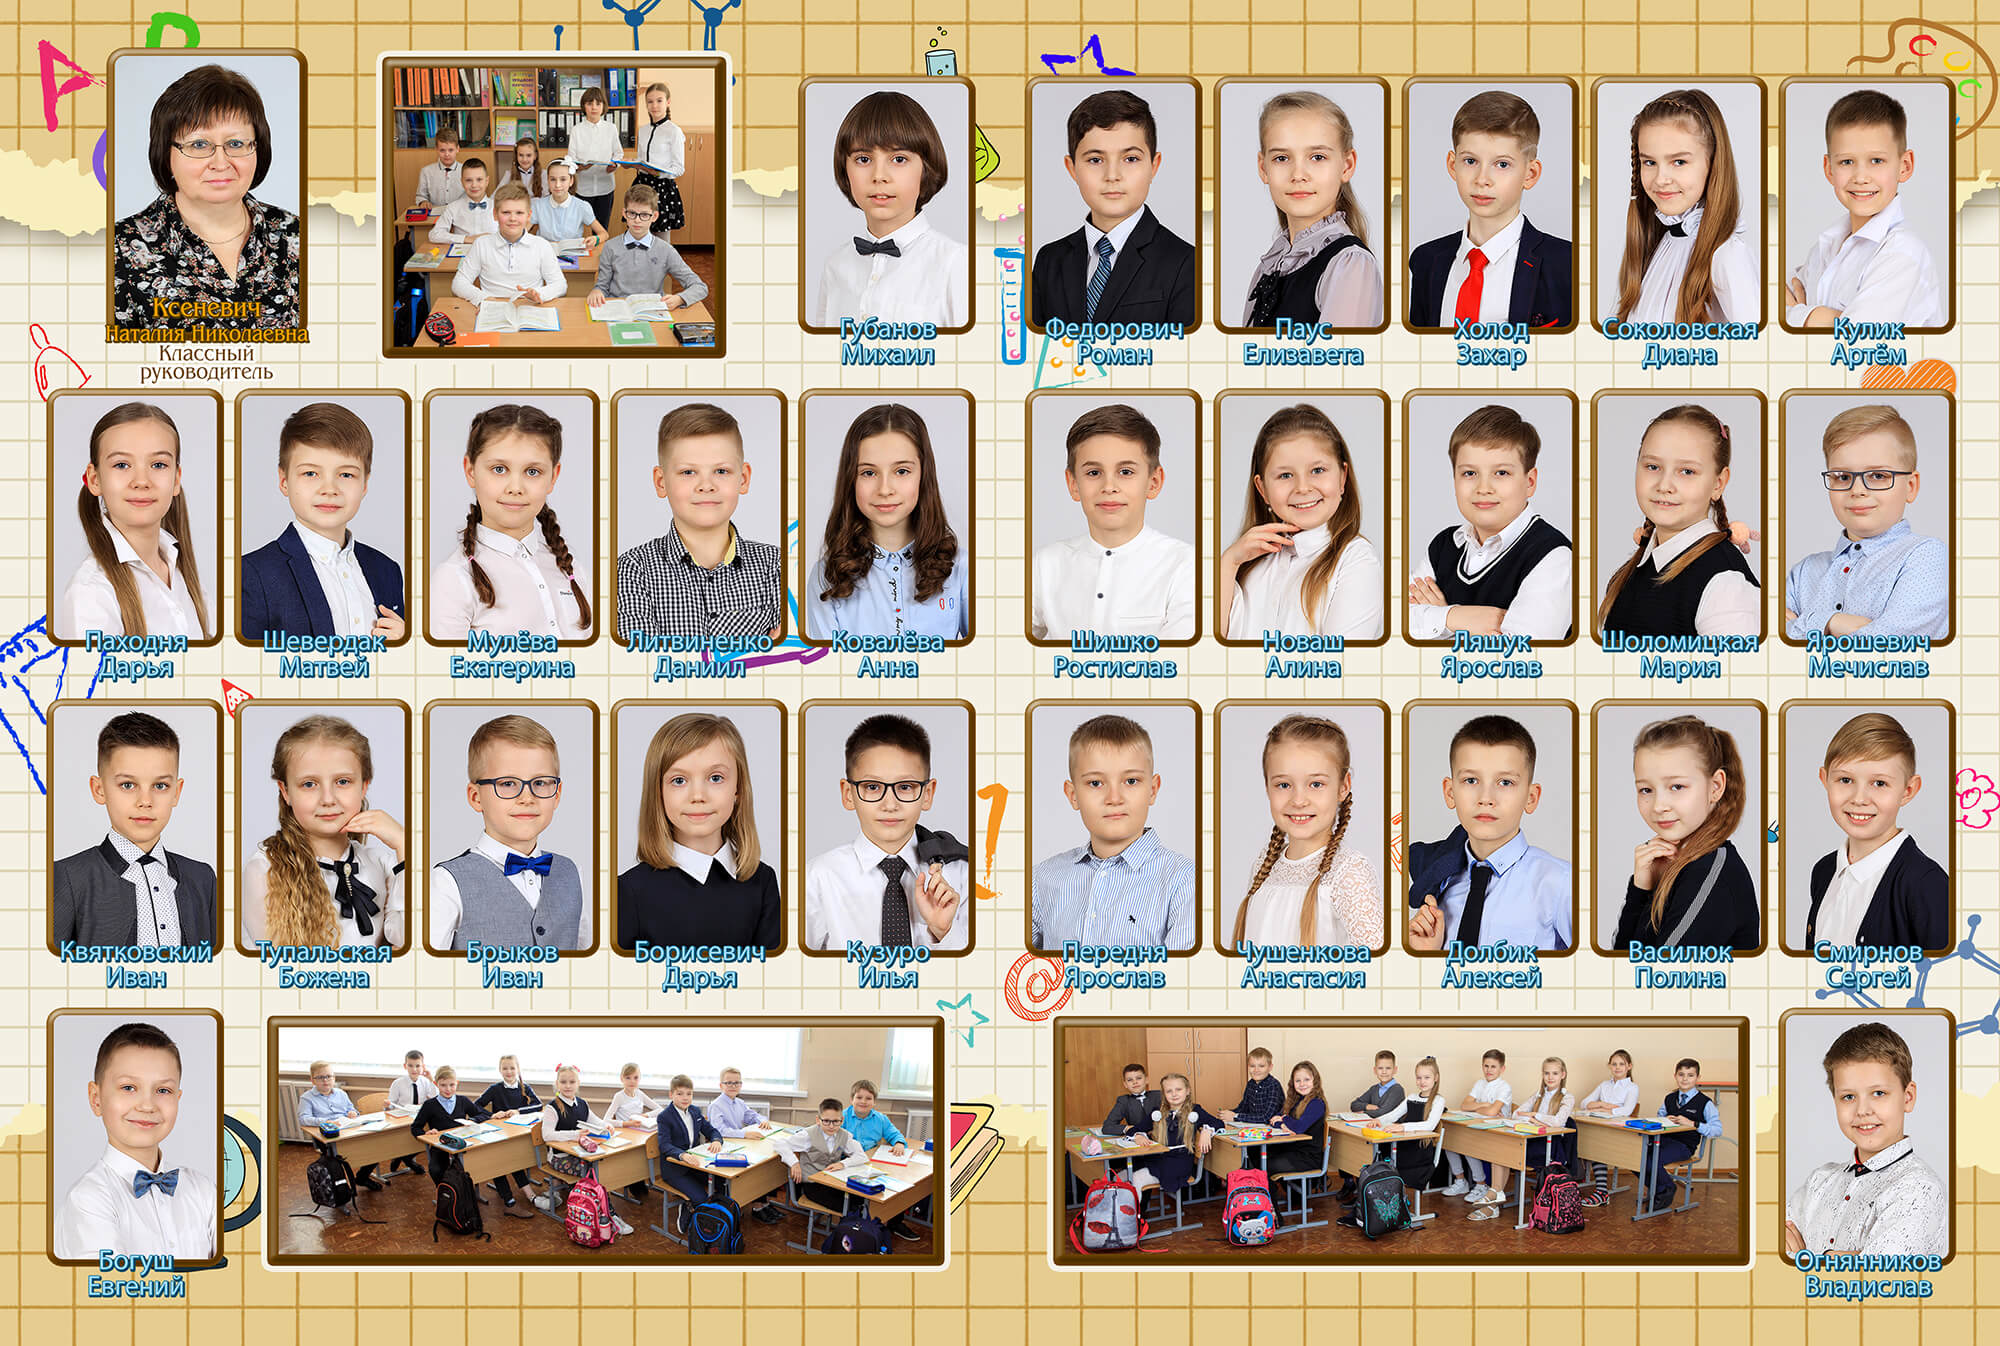 Ксеневич
Наталия Николаевна
Классный
руководитель
Губанов
Михаил
Федорович
Роман
Паус
Елизавета
Холод
Захар
Соколовская
Диана
Кулик
Артём
Паходня
Дарья
Шевердак
Матвей
Мулёва
Екатерина
Литвиненко
Даниил
Ковалёва
Анна
Шишко
Ростислав
Новаш
Алина
Ляшук
Ярослав
Шоломицкая
Мария
Ярошевич
Мечислав
Квятковский
Иван
Тупальская
Божена
Брыков
Иван
Борисевич
Дарья
Кузуро
Илья
Передня
Ярослав
Чушенкова
Анастасия
Долбик
Алексей
Василюк
Полина
Смирнов
Сергей
Богуш
Евгений
Огнянников
Владислав